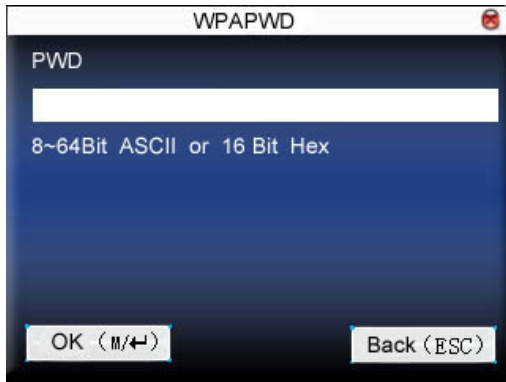 WPAPWD
PWD
8~64Bit ASCII or 16 Bit Hex
OK (M/↵) Back (ESC)